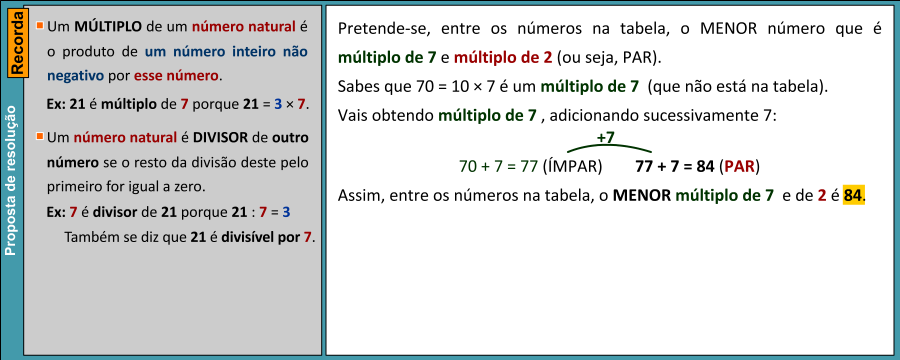 Recorda
Proposta de resolução
Um MÚLTIPLO de um número natural é
o produto de um número inteiro não
negativo por esse número.
Ex: 21 é múltiplo de 7 porque 21 = 3 × 7.
Um número natural é DIVISOR de outro
número se o resto da divisão deste pelo
primeiro for igual a zero.
Ex: 7 é divisor de 21 porque 21 : 7 = 3
Também se diz que 21 é divisível por 7.
Pretende-se, entre os números na tabela, o MENOR número que é
múltiplo de 7 e múltiplo de 2 (ou seja, PAR).
Sabes que 70 = 10 × 7 é um múltiplo de 7 (que não está na tabela).
Vais obtendo múltiplo de 7 , adicionando sucessivamente 7:
+7
70 + 7 = 77 (ÍMPAR) 77 + 7 = 84 (PAR)
Assim, entre os números na tabela, o MENOR múltiplo de 7 e de 2 é 84.